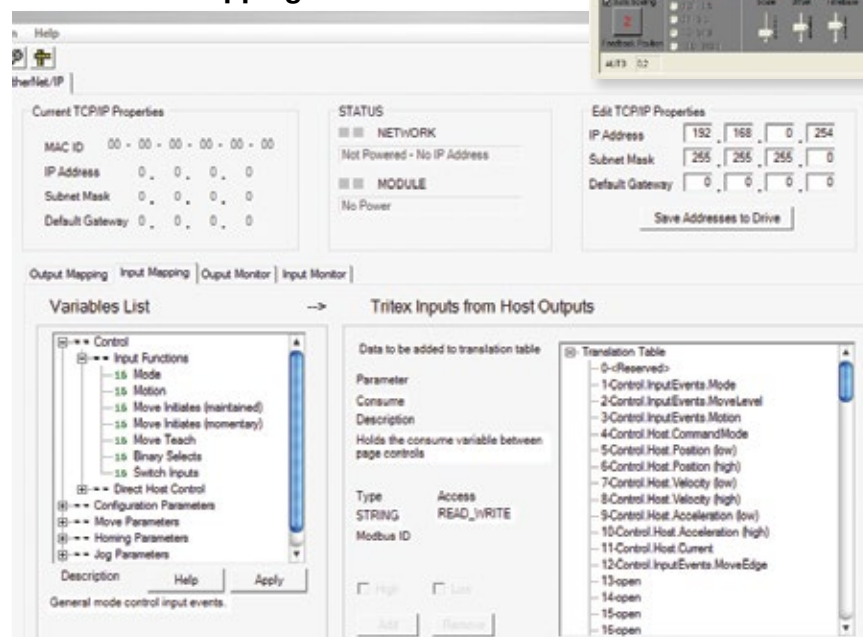 pping
Help
therNet/IP
Current TCP/IP Properties
MAC ID 00 - 00 - 00 - 00 - 00 - 00
IP Address 0 . 0 . 0 . 0
Subnet Mask 0 . 0 . 0 . 0
Default Gateway 0 . 0 . 0 . 0
STATUS
NETWORK
Not Powered - No IP Address
MODULE
No Power
Edit TCP/IP Properties
IP Address 192 . 168 . 0 . 254
Subnet Mask 255 . 255 . 255 . 0
Default Gateway 0 . 0 . 0 . 0
Save Addresses to Drive
2
Feedback Position
Output Mapping Input Mapping Ouput Monitor Input Monitor
Variables List --> Tritex Inputs from Host Outputs
Control
Input Functions
16 Mode
16 Motion
16 Move Initiates (maintained)
16 Move Initiates (momentary)
16 Move Teach
16 Binary Selects
16 Switch Inputs
Direct Host Control
Configuration Parameters
Move Parameters
Homing Parameters
Jog Parameters
Description Help Apply
General mode control input events.
Data to be added to translation table
Parameter
Consume
Description
Holds the consume variable between
page controls
Type Access
STRING READ_WRITE
Modbus ID
High Low
Add Remove
Translation Table
0-<Reserved>
1-Control.InputEvents.Mode
2-Control.InputEvents.MoveLevel
3-Control.InputEvents.Motion
4-Control.Host.CommandMode
5-Control.Host.Position (low)
6-Control.Host.Position (high)
7-Control.Host.Velocity (low)
8-Control.Host.Velocity (high)
9-Control.Host.Acceleration (low)
10-Control.Host.Acceleration (high)
11-Control.Host.Current
12-Control.InputEvents.MoveEdge
13-open
14-open
15-open
16-open